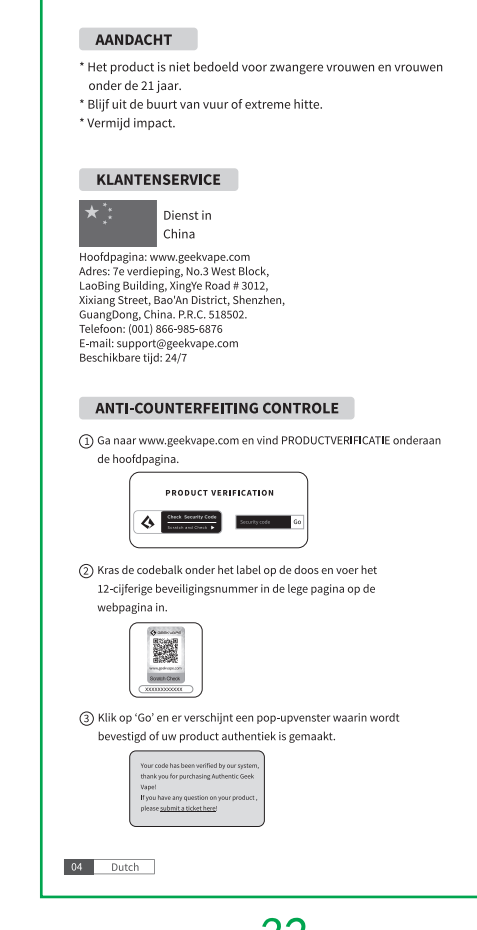 AANDACHT
* Het product is niet bedoeld voor zwangere vrouwen en vrouwen
onder de 21 jaar.
* Blijf uit de buurt van vuur of extreme hitte.
* Vermijd impact.
KLANTENSERVICE
Dienst in
China
Hoofdpagina: www.geekvape.com
Adres: 7e verdieping, No.3 West Block,
LaoBing Building, XingYe Road # 3012,
Xixiang Street, Bao'An District, Shenzhen,
GuangDong, China. P.R.C. 518502.
Telefoon: (001) 866-985-6876
E-mail: support@geekvape.com
Beschikbare tijd: 24/7
ANTI-COUNTERFEITING CONTROLE
① Ga naar www.geekvape.com en vind PRODUCTVERIFICATIE onderaan
de hoofdpagina.
PRODUCT VERIFICATION
Check Security Code
Scratch and Check ▶
Security code
Go
② Kras de codebalk onder het label op de doos en voer het
12-cijferige beveiligingsnummer in de lege pagina op de
webpagina in.
GEEK VAPE
www.geekvape.com
Scratch Check
XXXXXXXXXXXX
③ Klik op ‘Go’ en er verschijnt een pop-upvenster waarin wordt
bevestigd of uw product authentiek is gemaakt.
Your code has been verified by our system,
thank you for purchasing Authentic Geek
Vape!
If you have any question on your product ,
please submit a ticket here!
04 Dutch